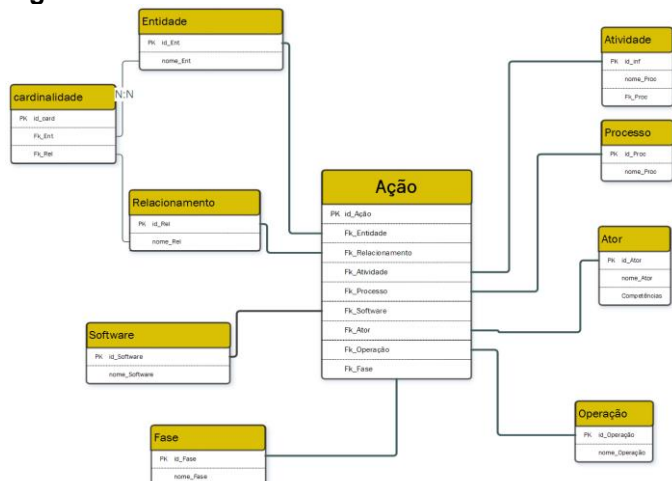 Entidade
PK id_Ent
nome_Ent
cardinalidade
PK id_card
Fk_Ent
Fk_Rel
N:N
Relacionamento
PK id_Rel
nome_Rel
Software
PK id_Software
nome_Software
Fase
PK id_Fase
nome_Fase
Ação
PK id_Ação
Fk_Entidade
Fk_Relacionamento
Fk_Atividade
Fk_Processo
Fk_Software
Fk_Ator
Fk_Operação
Fk_Fase
Atividade
PK id_inf
nome_Proc
Fk_Proc
Processo
PK id_Proc
nome_Proc
Ator
PK id_Ator
nome_Ator
Competências
Operação
PK id_Operação
nome_Operação